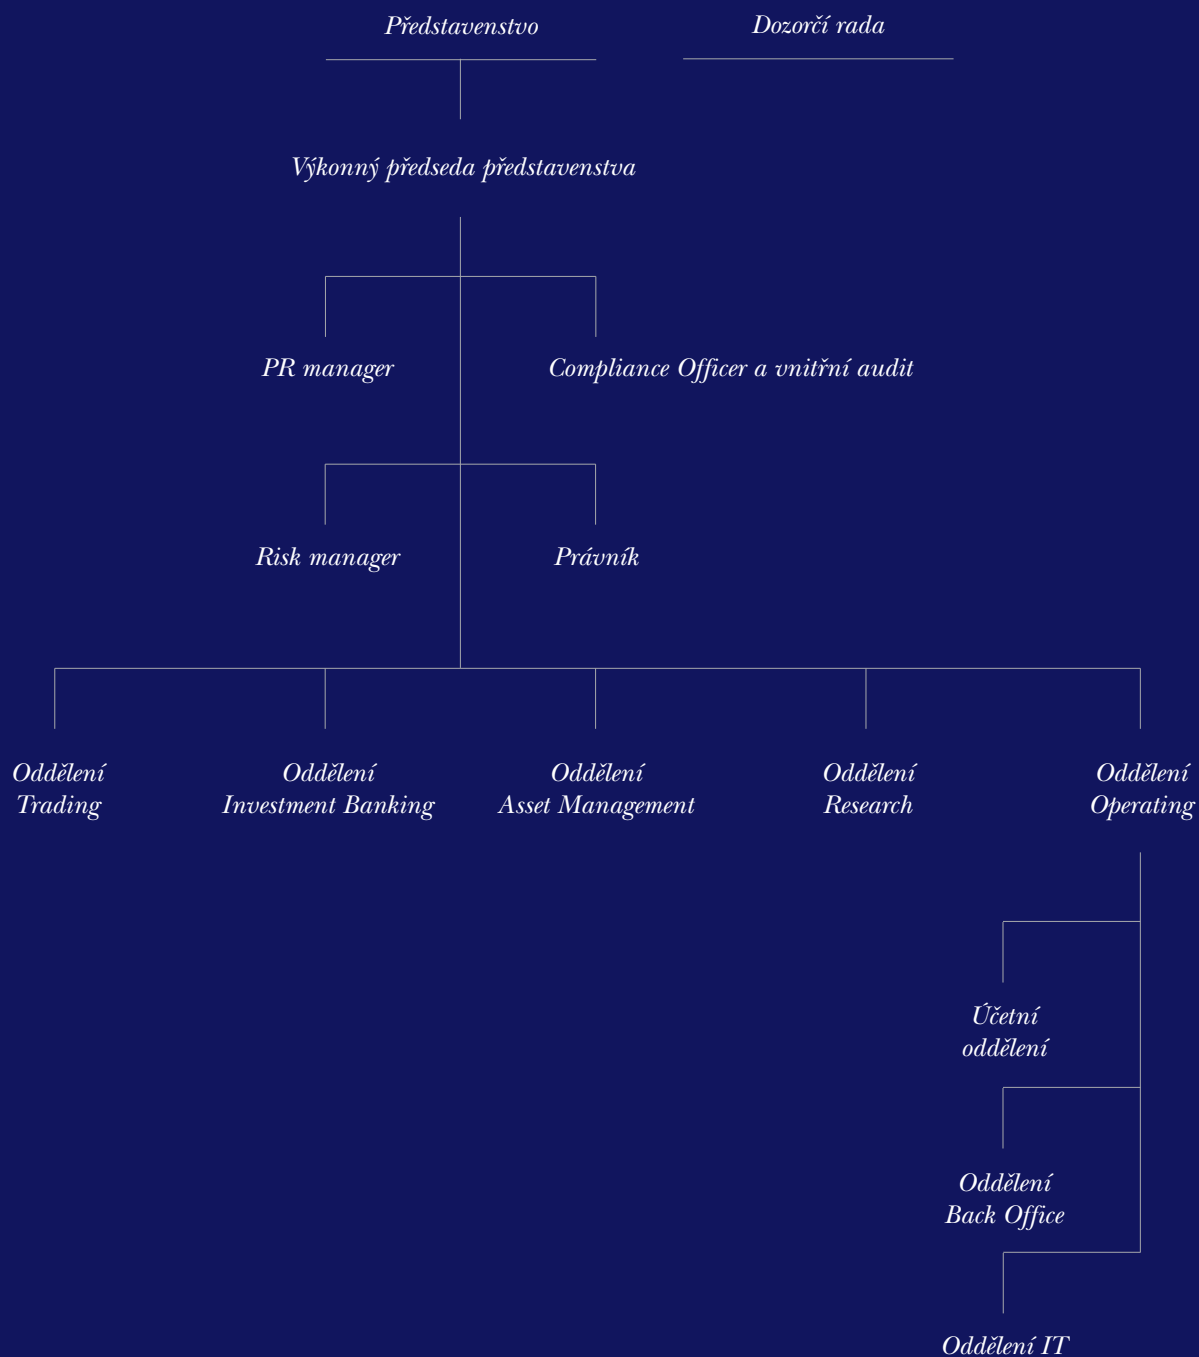 Představenstvo
Dozorčí rada
Výkonný předseda představenstva
PR manager
Compliance Officer a vnitřní audit
Risk manager
Právník
Oddělení
Trading
Oddělení
Investment Banking
Oddělení
Asset Management
Oddělení
Research
Oddělení
Operating
Účetní
oddělení
Oddělení
Back Office
Oddělení IT